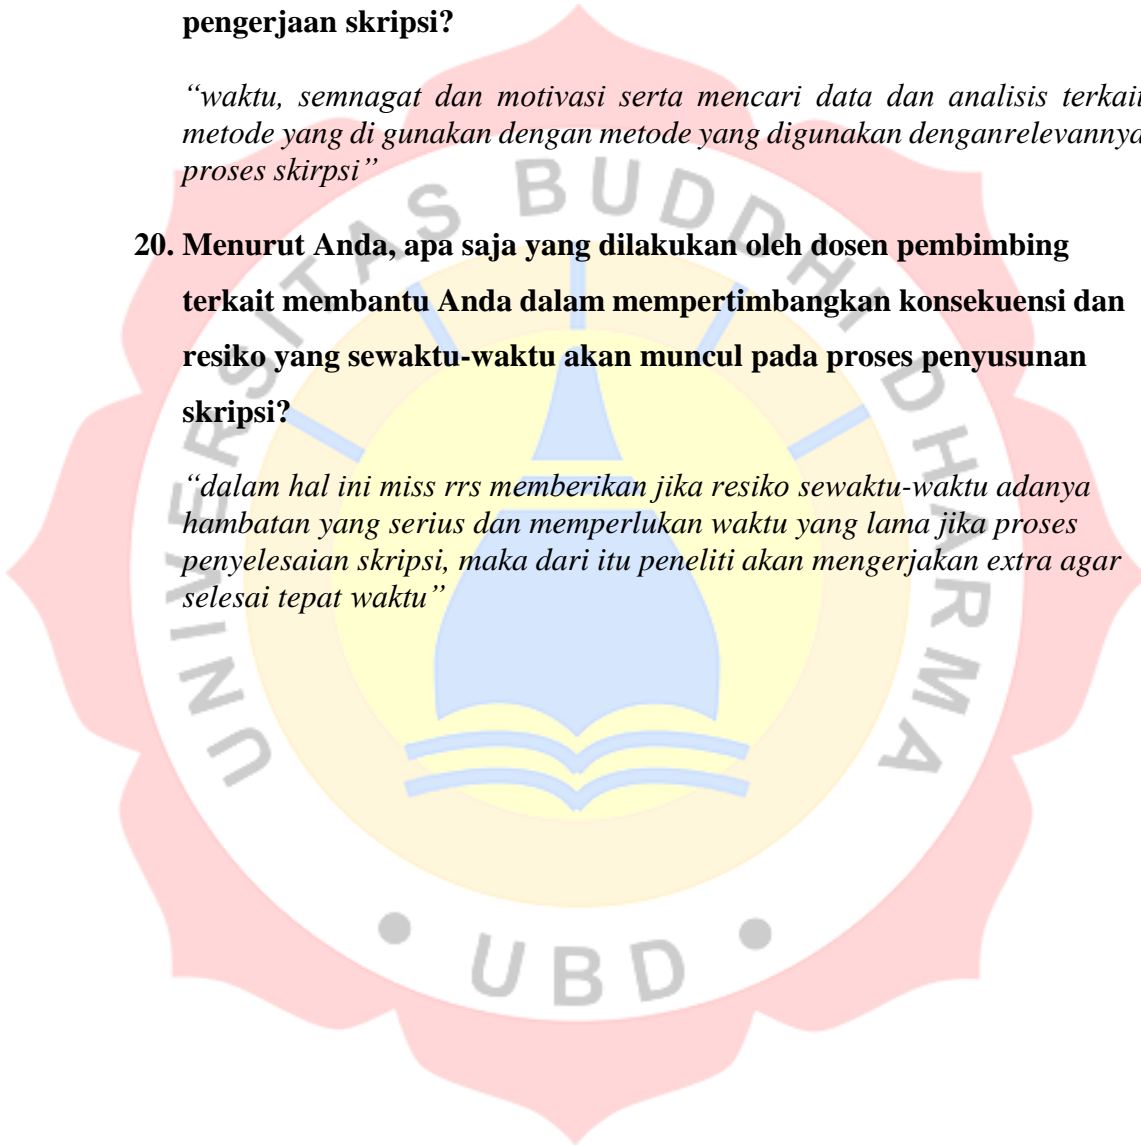 pengerjaan skripsi?
“waktu, semnagat dan motivasi serta mencari data dan analisis terkait
metode yang di gunakan dengan metode yang digunakan denganrelevannya
proses skirpsi”
20. Menurut Anda, apa saja yang dilakukan oleh dosen pembimbing
terkait membantu Anda dalam mempertimbangkan konsekuensi dan
resiko yang sewaktu-waktu akan muncul pada proses penyusunan
skripsi?
“dalam hal ini miss rrs memberikan jika resiko sewaktu-waktu adanya
hambatan yang serius dan memperlukan waktu yang lama jika proses
penyelesaian skripsi, maka dari itu peneliti akan mengerjakan extra agar
selesai tepat waktu”
UNIVERSITAS BUDDHI DHARMA
• UBD •